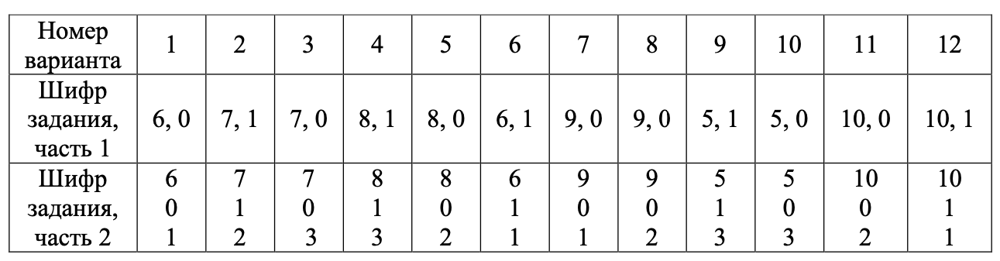 Номер варианта 1 2 3 4 5 6 7 8 9 10 11 12
Шифр задания, часть 1 6, 0 7, 1 7, 0 8, 1 8, 0 6, 1 9, 0 9, 0 5, 1 5, 0 10, 0 10, 1
Шифр 6 7 7 8 8 6 9 9 5 5 10 10
задания, 0 1 0 1 0 1 0 0 1 0 0 1
часть 2 1 2 3 3 2 1 1 2 3 3 2 1